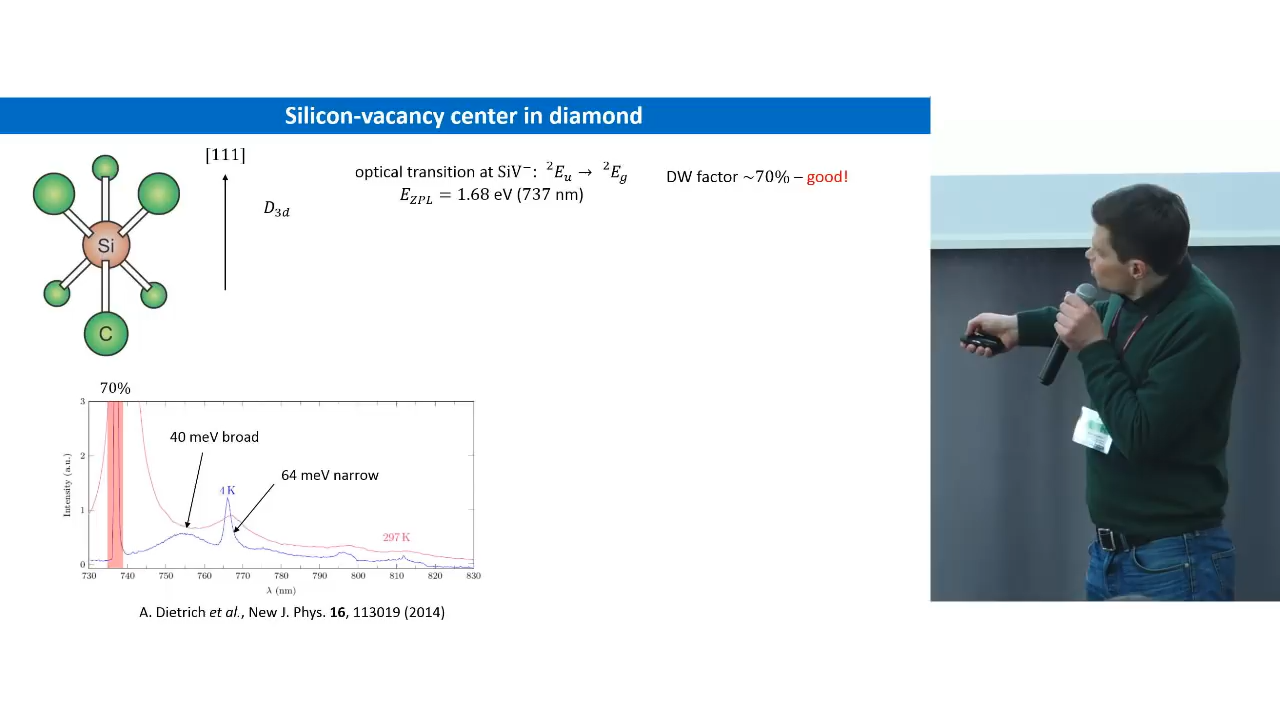 Silicon-vacancy center in diamond
[111]
D3d
Si
C
optical transition at SiV⁻: ²Eᵤ → ²E_g
E_ZPL = 1.68 eV (737 nm)
DW factor ~70% – good!
70%
40 meV broad
64 meV narrow
4 K
297 K
Intensity (a.u.)
3
2
1
0
730 740 750 760 770 780 790 800 810 820 830
λ (nm)
A. Dietrich et al., New J. Phys. 16, 113019 (2014)